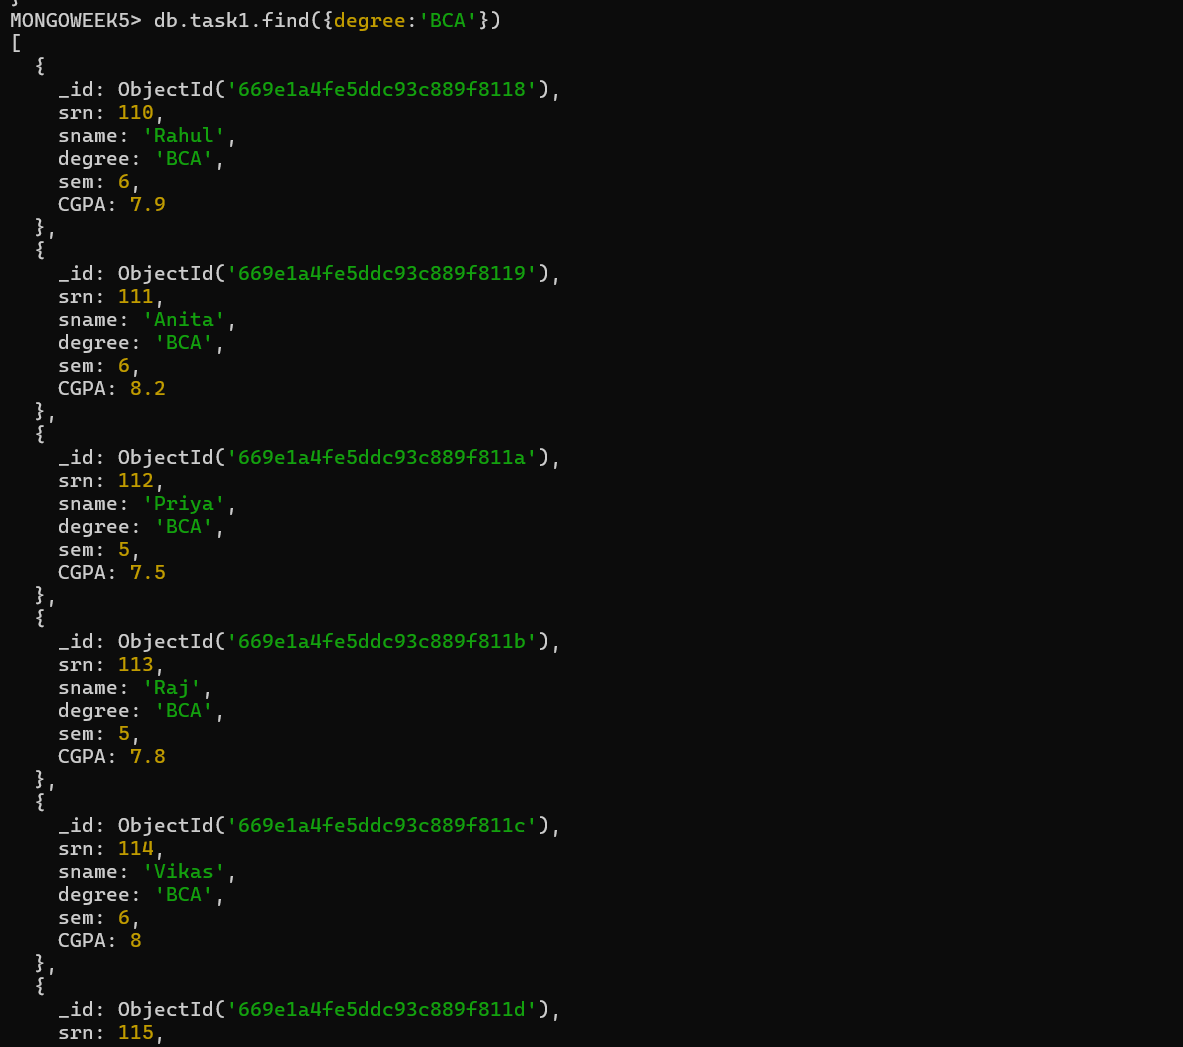 MONGOWEEK5> db.task1.find({degree:'BCA'})
[
  {
    _id: ObjectId('669e1a4fe5ddc93c889f8118'),
    srn: 110,
    sname: 'Rahul',
    degree: 'BCA',
    sem: 6,
    CGPA: 7.9
  },
  {
    _id: ObjectId('669e1a4fe5ddc93c889f8119'),
    srn: 111,
    sname: 'Anita',
    degree: 'BCA',
    sem: 6,
    CGPA: 8.2
  },
  {
    _id: ObjectId('669e1a4fe5ddc93c889f811a'),
    srn: 112,
    sname: 'Priya',
    degree: 'BCA',
    sem: 5,
    CGPA: 7.5
  },
  {
    _id: ObjectId('669e1a4fe5ddc93c889f811b'),
    srn: 113,
    sname: 'Raj',
    degree: 'BCA',
    sem: 5,
    CGPA: 7.8
  },
  {
    _id: ObjectId('669e1a4fe5ddc93c889f811c'),
    srn: 114,
    sname: 'Vikas',
    degree: 'BCA',
    sem: 6,
    CGPA: 8
  },
  {
    _id: ObjectId('669e1a4fe5ddc93c889f811d'),
    srn: 115,